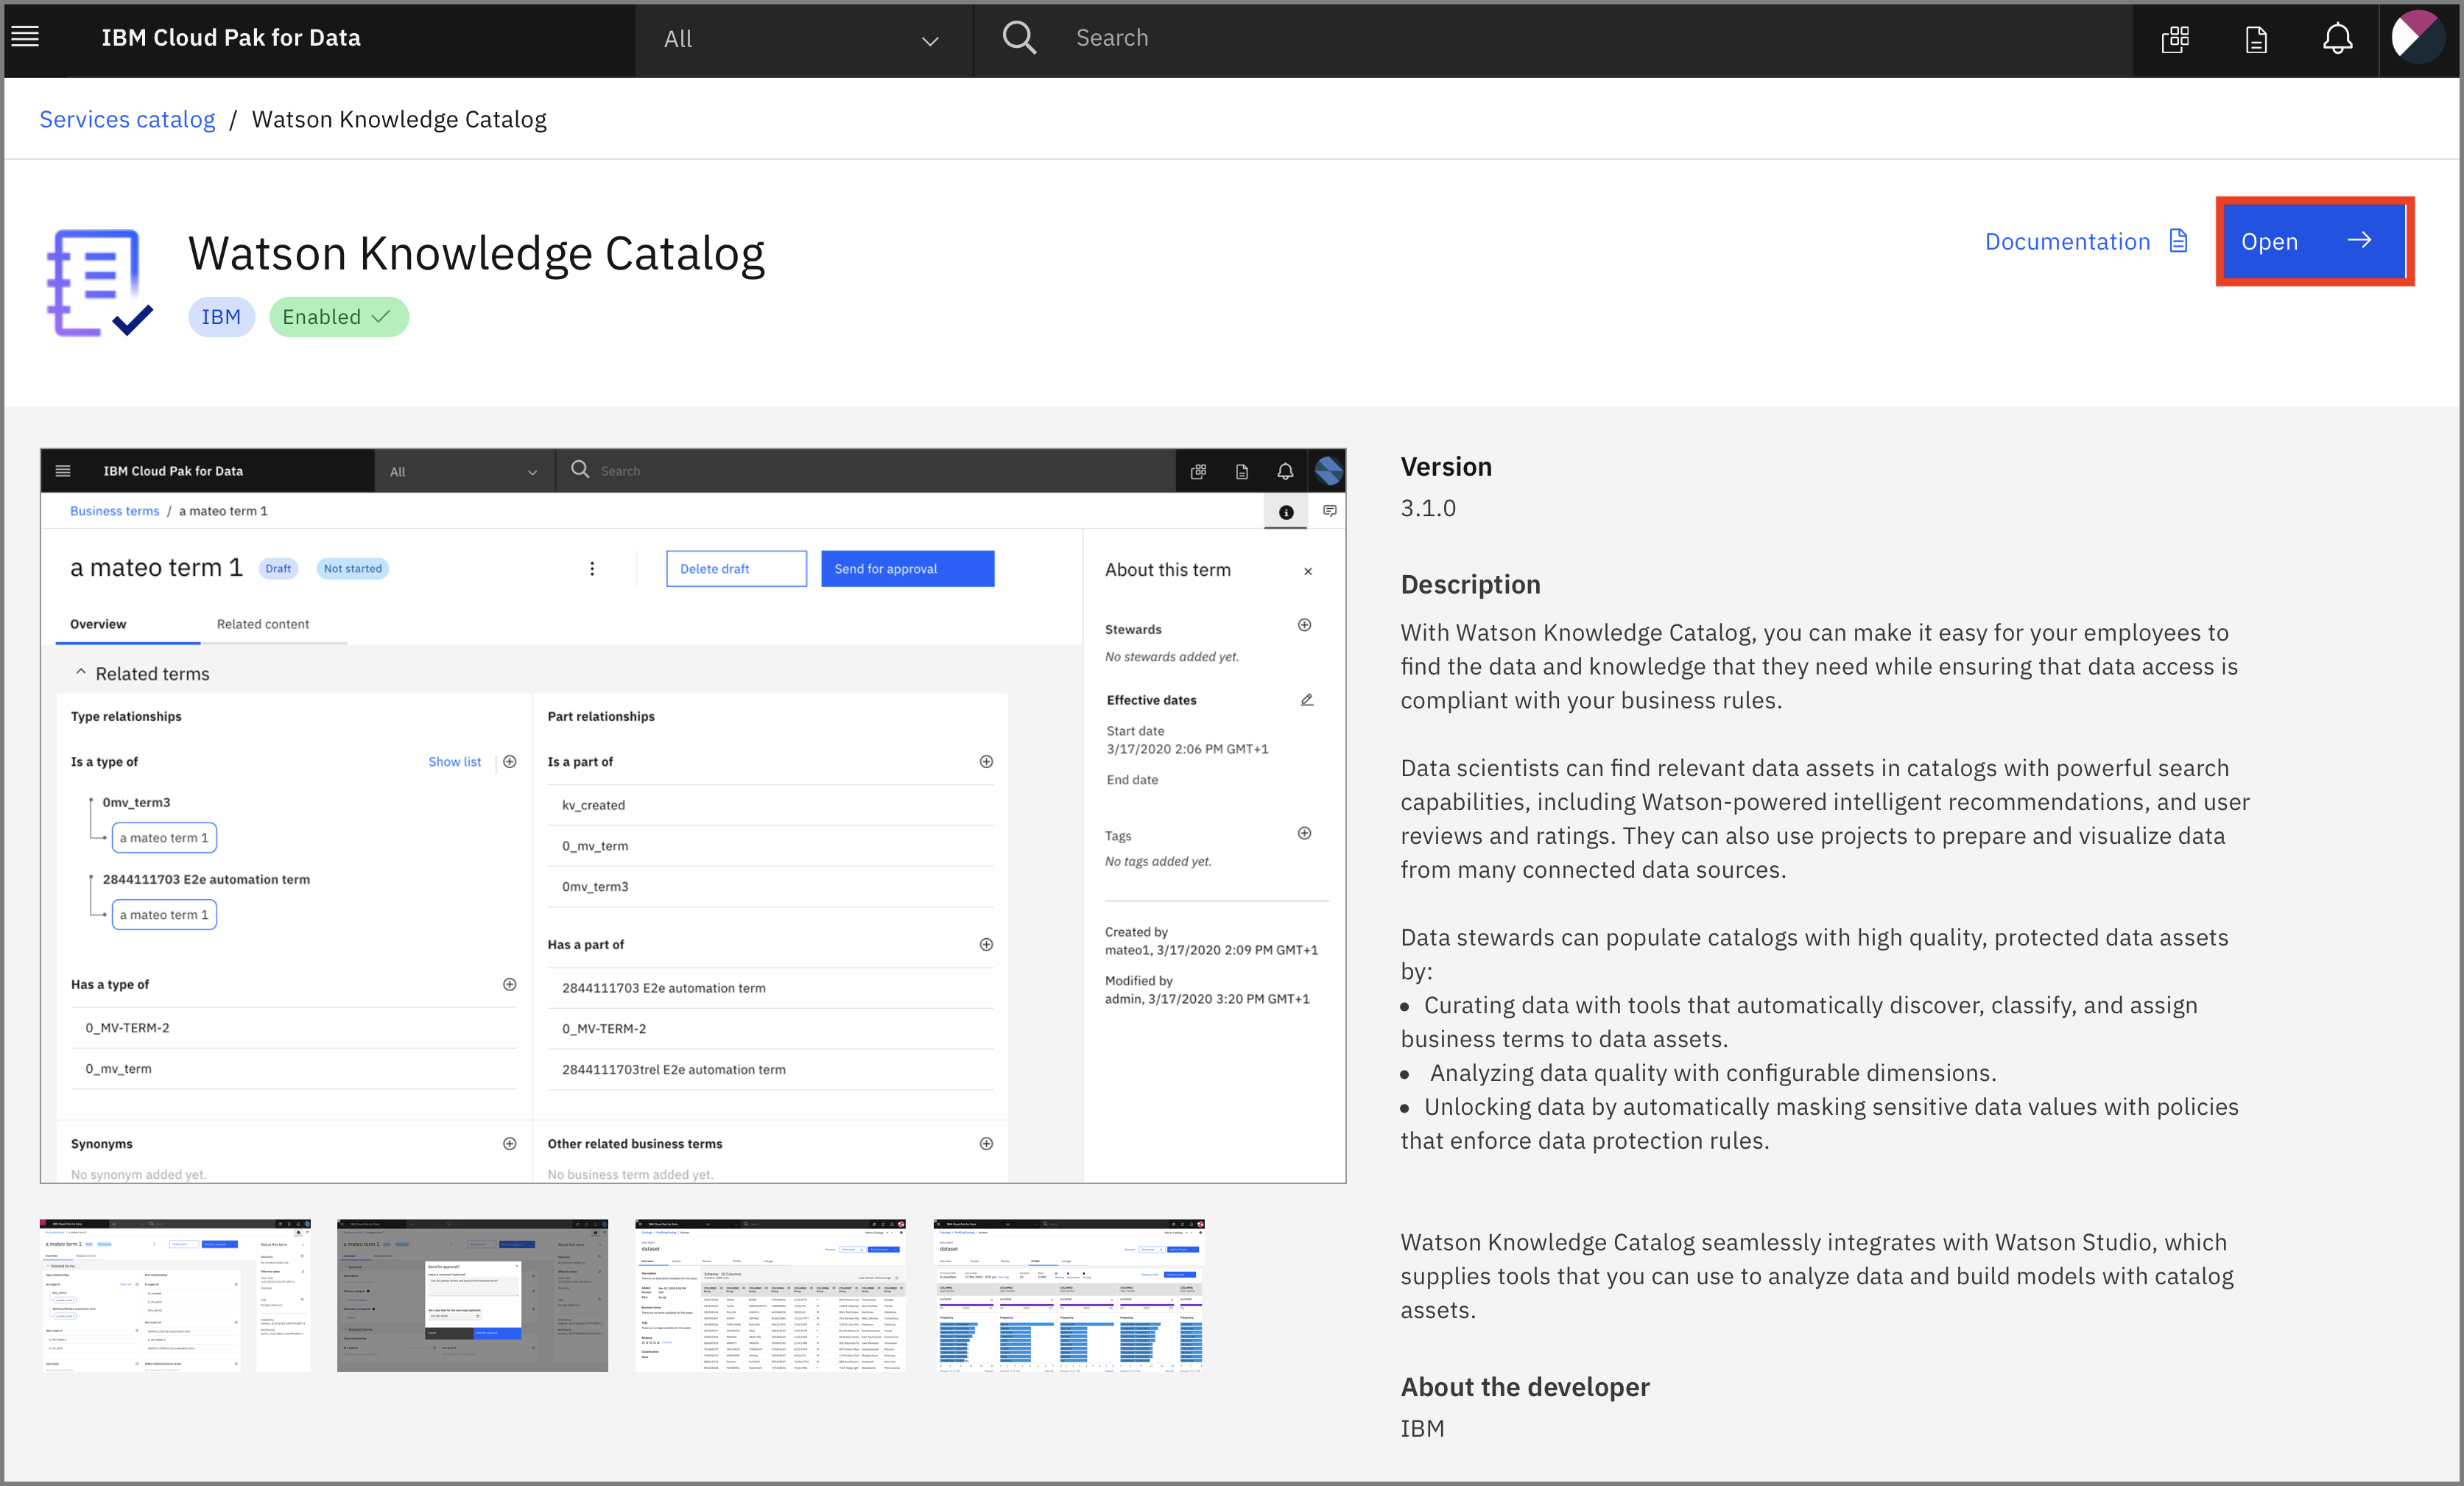 IBM Cloud Pak for Data
All
Search
Services catalog / Watson Knowledge Catalog
Watson Knowledge Catalog
IBM
Enabled
Documentation
Open
IBM Cloud Pak for Data
All
Search
Business terms / a mateo term 1
a mateo term 1
Draft
Not started
Delete draft
Send for approval
Overview
Related content
Related terms
Type relationships
Is a type of
Show list
0mv_term3
a mateo term 1
2844111703 E2e automation term
a mateo term 1
Has a type of
0_MV-TERM-2
0_mv_term
Synonyms
No synonym added yet.
Part relationships
Is a part of
kv_created
0_mv_term
0mv_term3
Has a part of
2844111703 E2e automation term
0_MV-TERM-2
2844111703trel E2e automation term
Other related business terms
No business term added yet.
About this term
Stewards
No stewards added yet.
Effective dates
Start date
3/17/2020 2:06 PM GMT+1
End date
Tags
No tags added yet.
Created by
mateo1, 3/17/2020 2:09 PM GMT+1
Modified by
admin, 3/17/2020 3:20 PM GMT+1
a mateo term 1
a mateo term 1
Send for approval?
dataset
dataset
Version
3.1.0
Description
With Watson Knowledge Catalog, you can make it easy for your employees to
find the data and knowledge that they need while ensuring that data access is
compliant with your business rules.
Data scientists can find relevant data assets in catalogs with powerful search
capabilities, including Watson-powered intelligent recommendations, and user
reviews and ratings. They can also use projects to prepare and visualize data
from many connected data sources.
Data stewards can populate catalogs with high quality, protected data assets
by:
• Curating data with tools that automatically discover, classify, and assign
business terms to data assets.
• Analyzing data quality with configurable dimensions.
• Unlocking data by automatically masking sensitive data values with policies
that enforce data protection rules.
Watson Knowledge Catalog seamlessly integrates with Watson Studio, which
supplies tools that you can use to analyze data and build models with catalog
assets.
About the developer
IBM